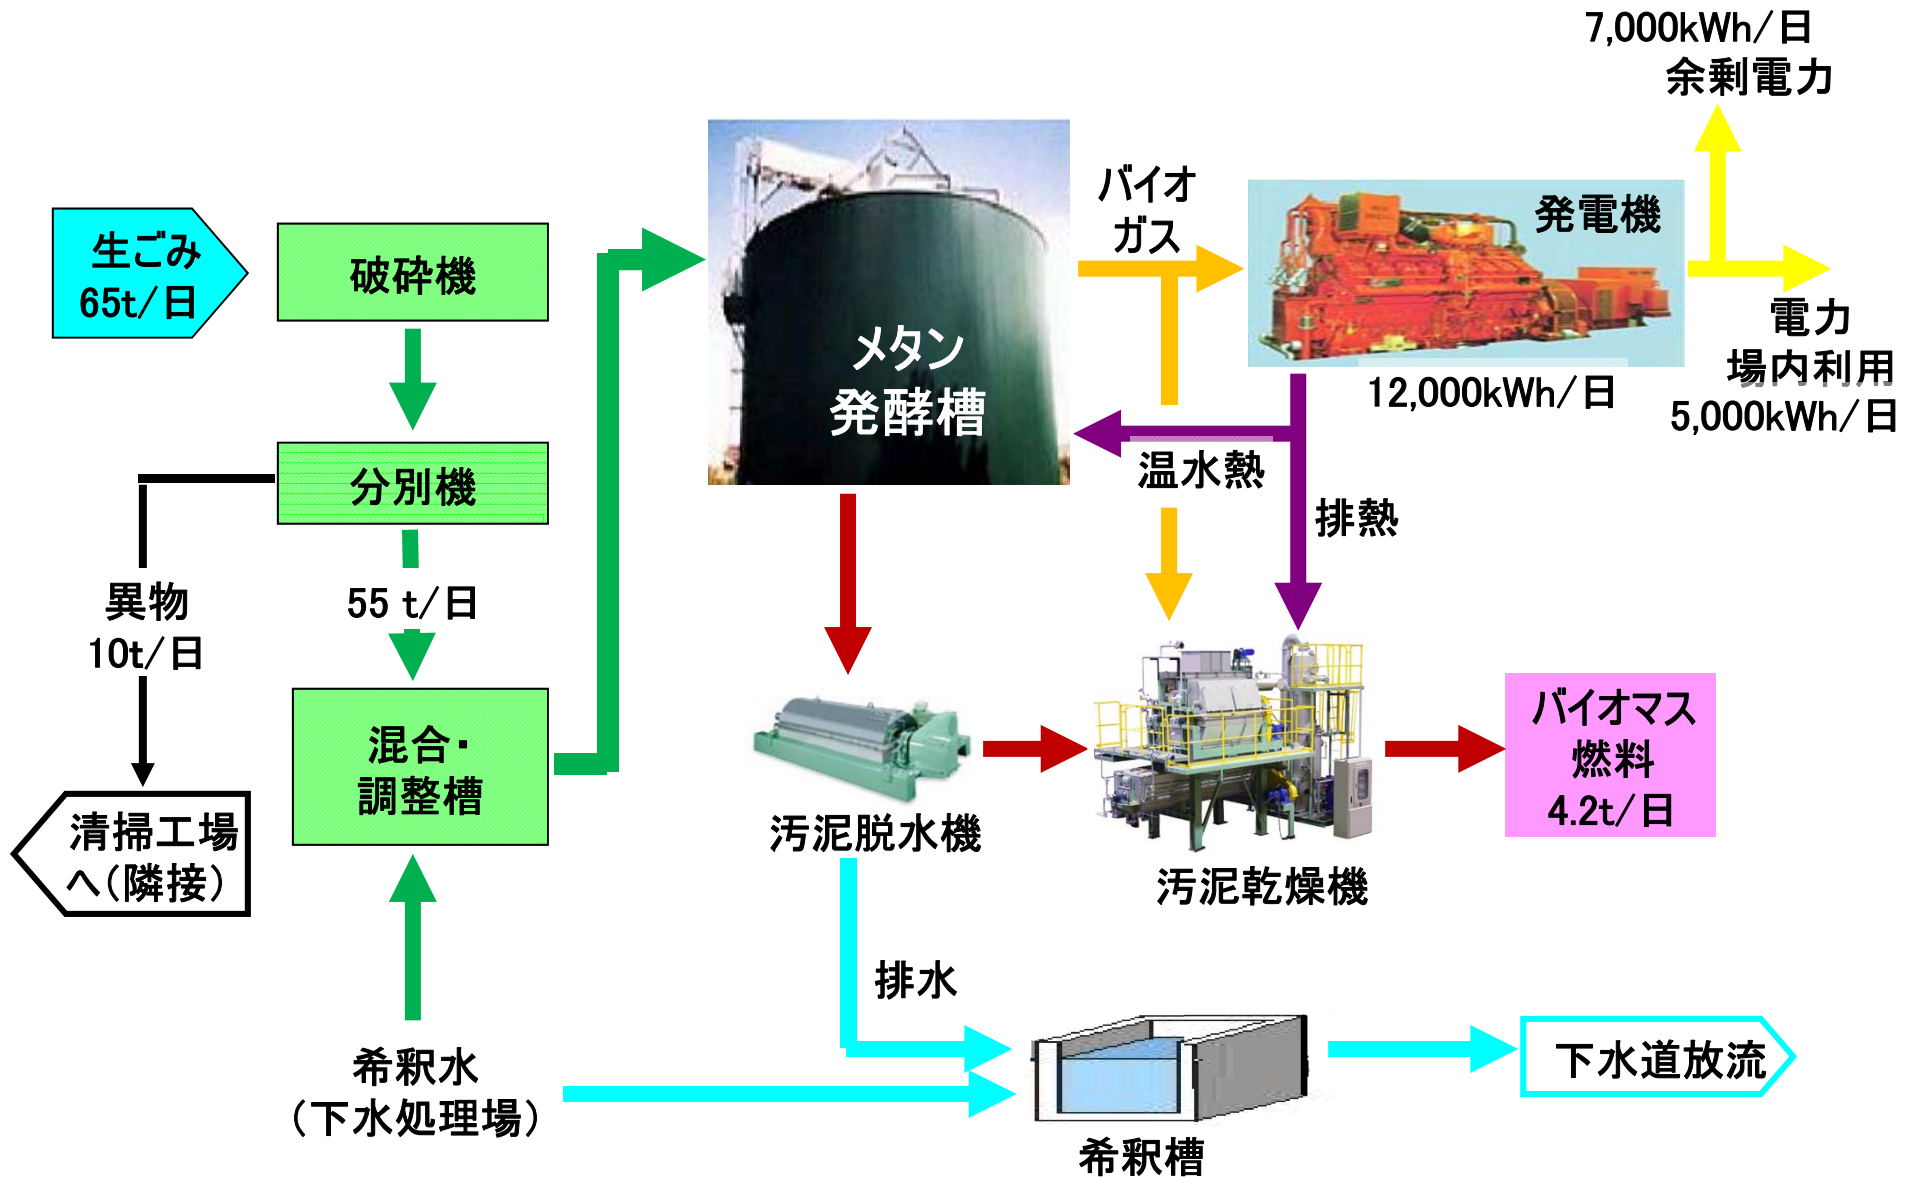 7,000kWh/日
余剰電力
生ごみ
65t/日
破砕機
バイオ
ガス
発電機
メタン
発酵槽
12,000kWh/日
電力
場内利用
5,000kWh/日
分別機
温水熱
排熱
異物
10t/日
55 t/日
混合・
調整槽
バイオマス
燃料
4.2t/日
清掃工場
へ(隣接)
汚泥脱水機
汚泥乾燥機
排水
希釈水
(下水処理場)
下水道放流
希釈槽